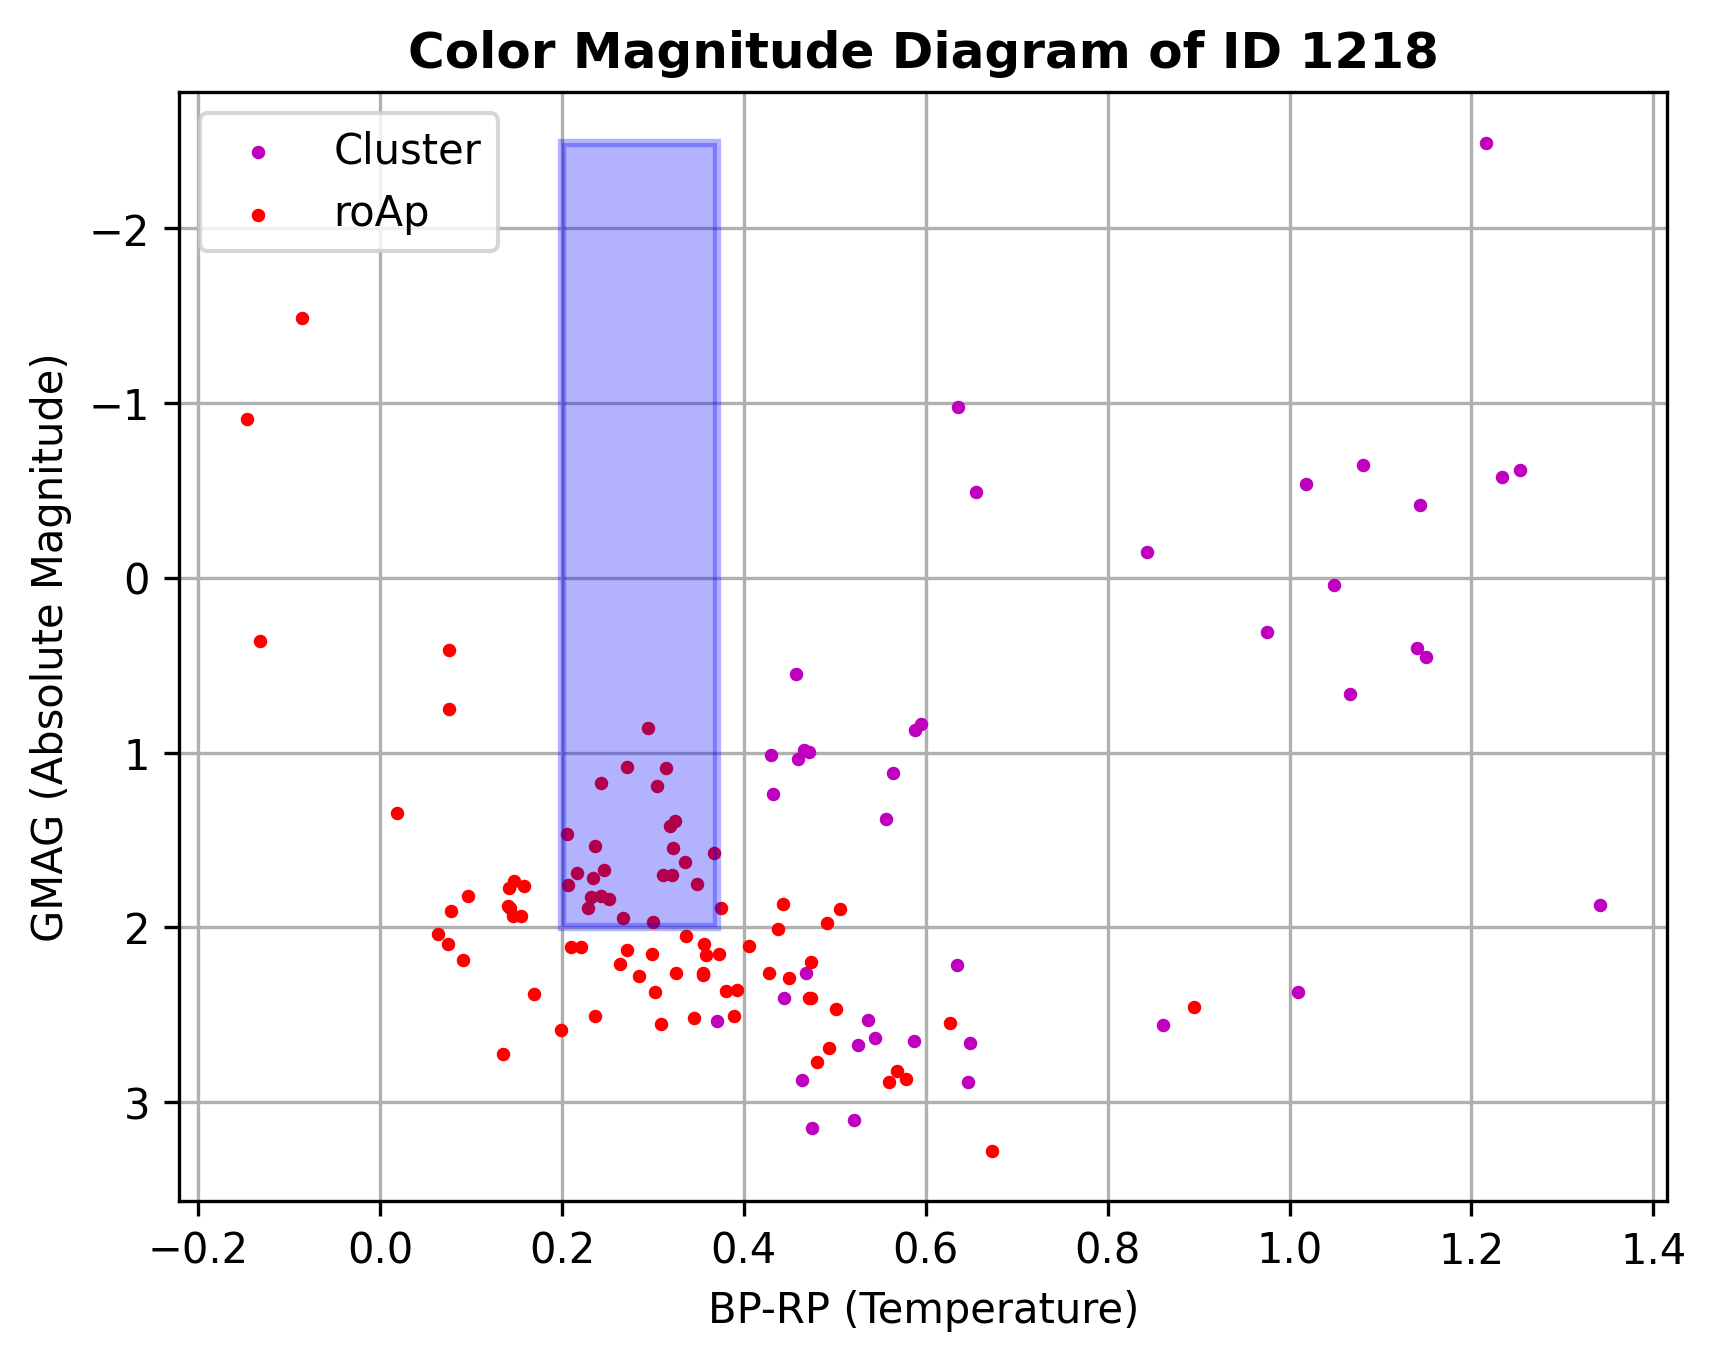 Color Magnitude Diagram of ID 1218
Cluster
roAp
GMAG (Absolute Magnitude)
−2
−1
0
1
2
3
−0.2 0.0 0.2 0.4 0.6 0.8 1.0 1.2 1.4
BP-RP (Temperature)